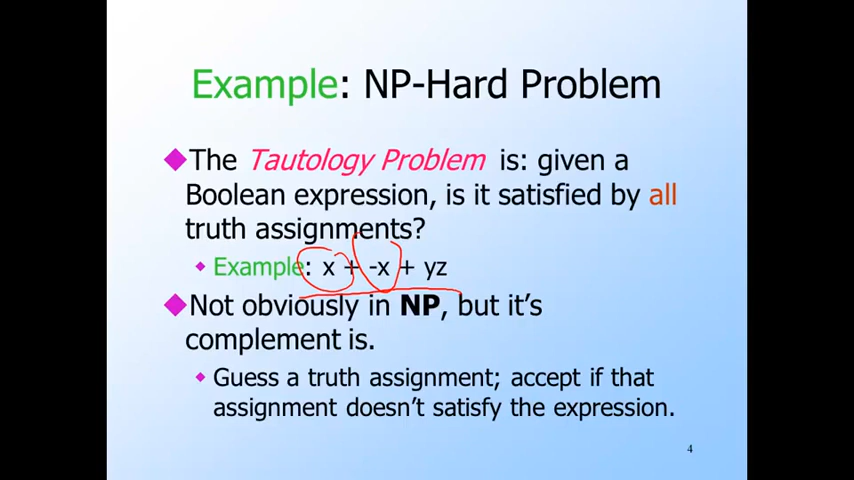 Example: NP-Hard Problem
◆The Tautology Problem is: given a
Boolean expression, is it satisfied by all
truth assignments?
◆ Example: x + -x + yz
◆Not obviously in NP, but it’s
complement is.
◆ Guess a truth assignment; accept if that
assignment doesn’t satisfy the expression.
4